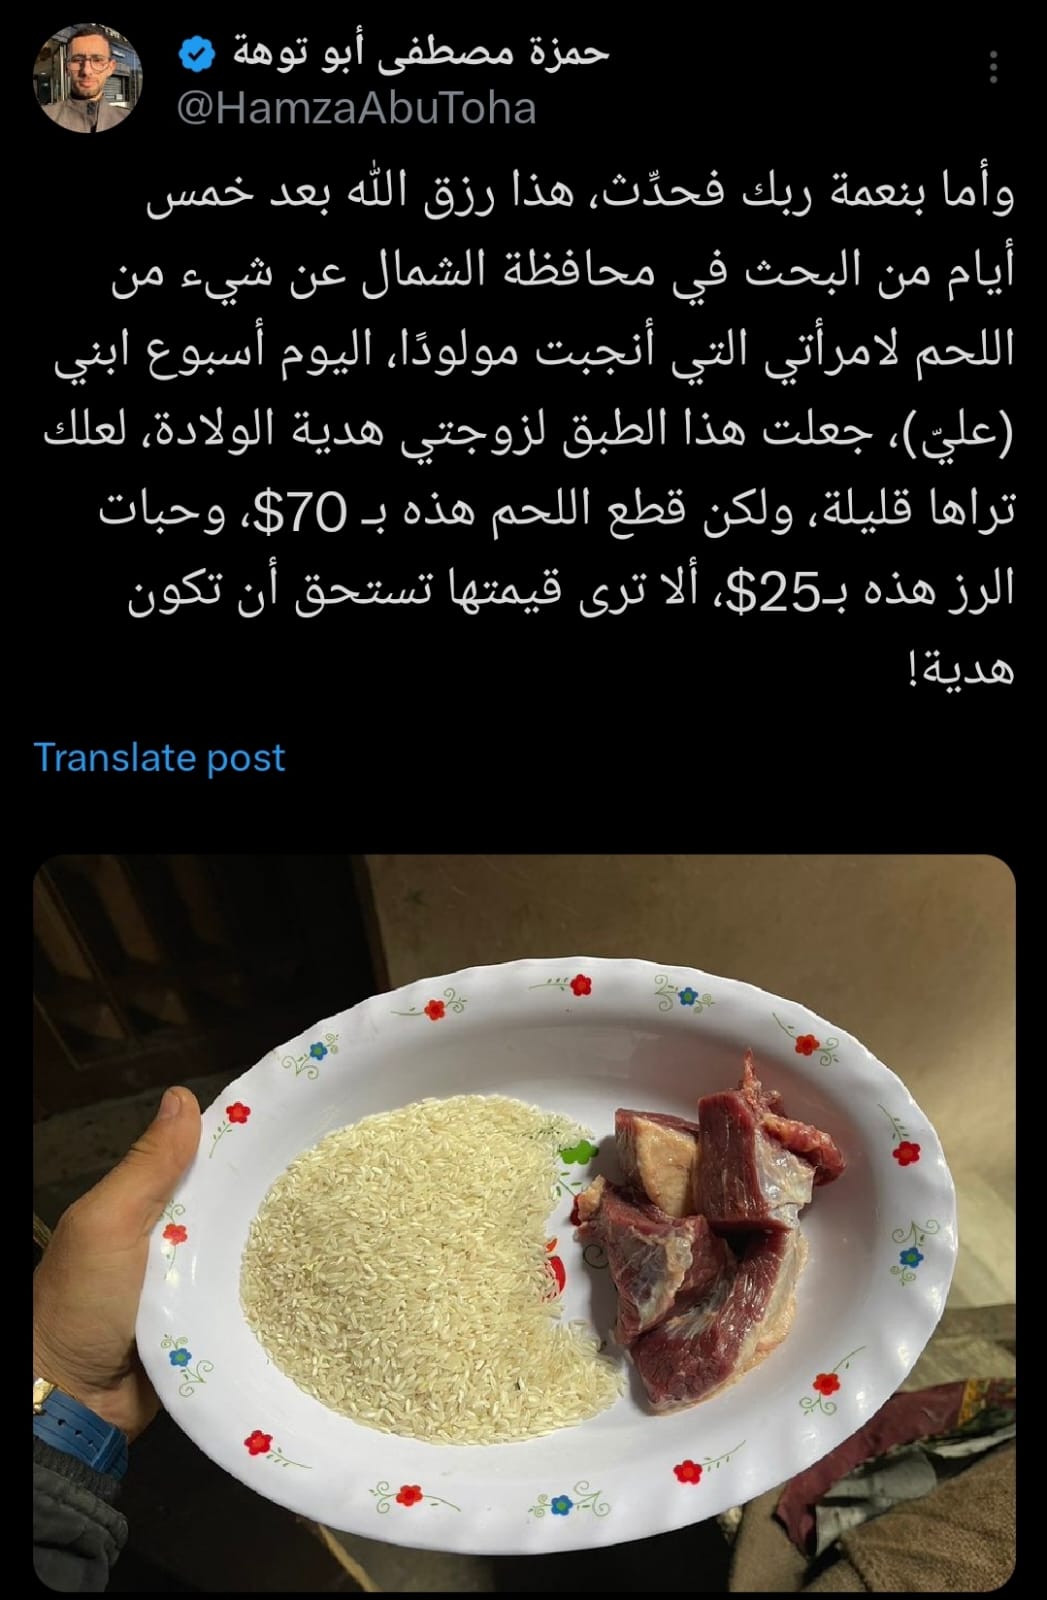 حمزة مصطفى أبو توهة
@HamzaAbuToha
وأما بنعمة ربك فحدِّث، هذا رزق الله بعد خمس
أيام من البحث في محافظة الشمال عن شيء من
اللحم لامرأتي التي أنجبت مولودًا، اليوم أسبوع ابني
(عليّ)، جعلت هذا الطبق لزوجتي هدية الولادة، لعلك
تراها قليلة، ولكن قطع اللحم هذه بـ 70$، وحبات
الرز هذه بـ25$، ألا ترى قيمتها تستحق أن تكون
هدية!
Translate post